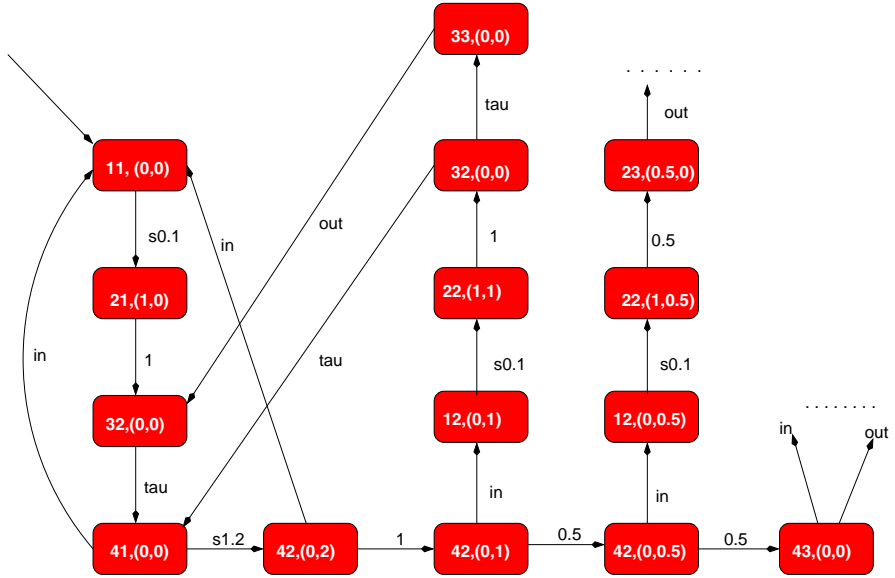 33,(0,0)
. . . . . .
tau
out
11, (0,0)
32,(0,0)
23,(0.5,0)
s0.1
out
in
1
0.5
21,(1,0)
22,(1,1)
22,(1,0.5)
in
1
tau
s0.1
s0.1
32,(0,0)
12,(0,1)
12,(0,0.5)
. . . . . . . .
in
out
tau
in
in
41,(0,0)
s1.2
42,(0,2)
1
42,(0,1)
0.5
42,(0,0.5)
0.5
43,(0,0)